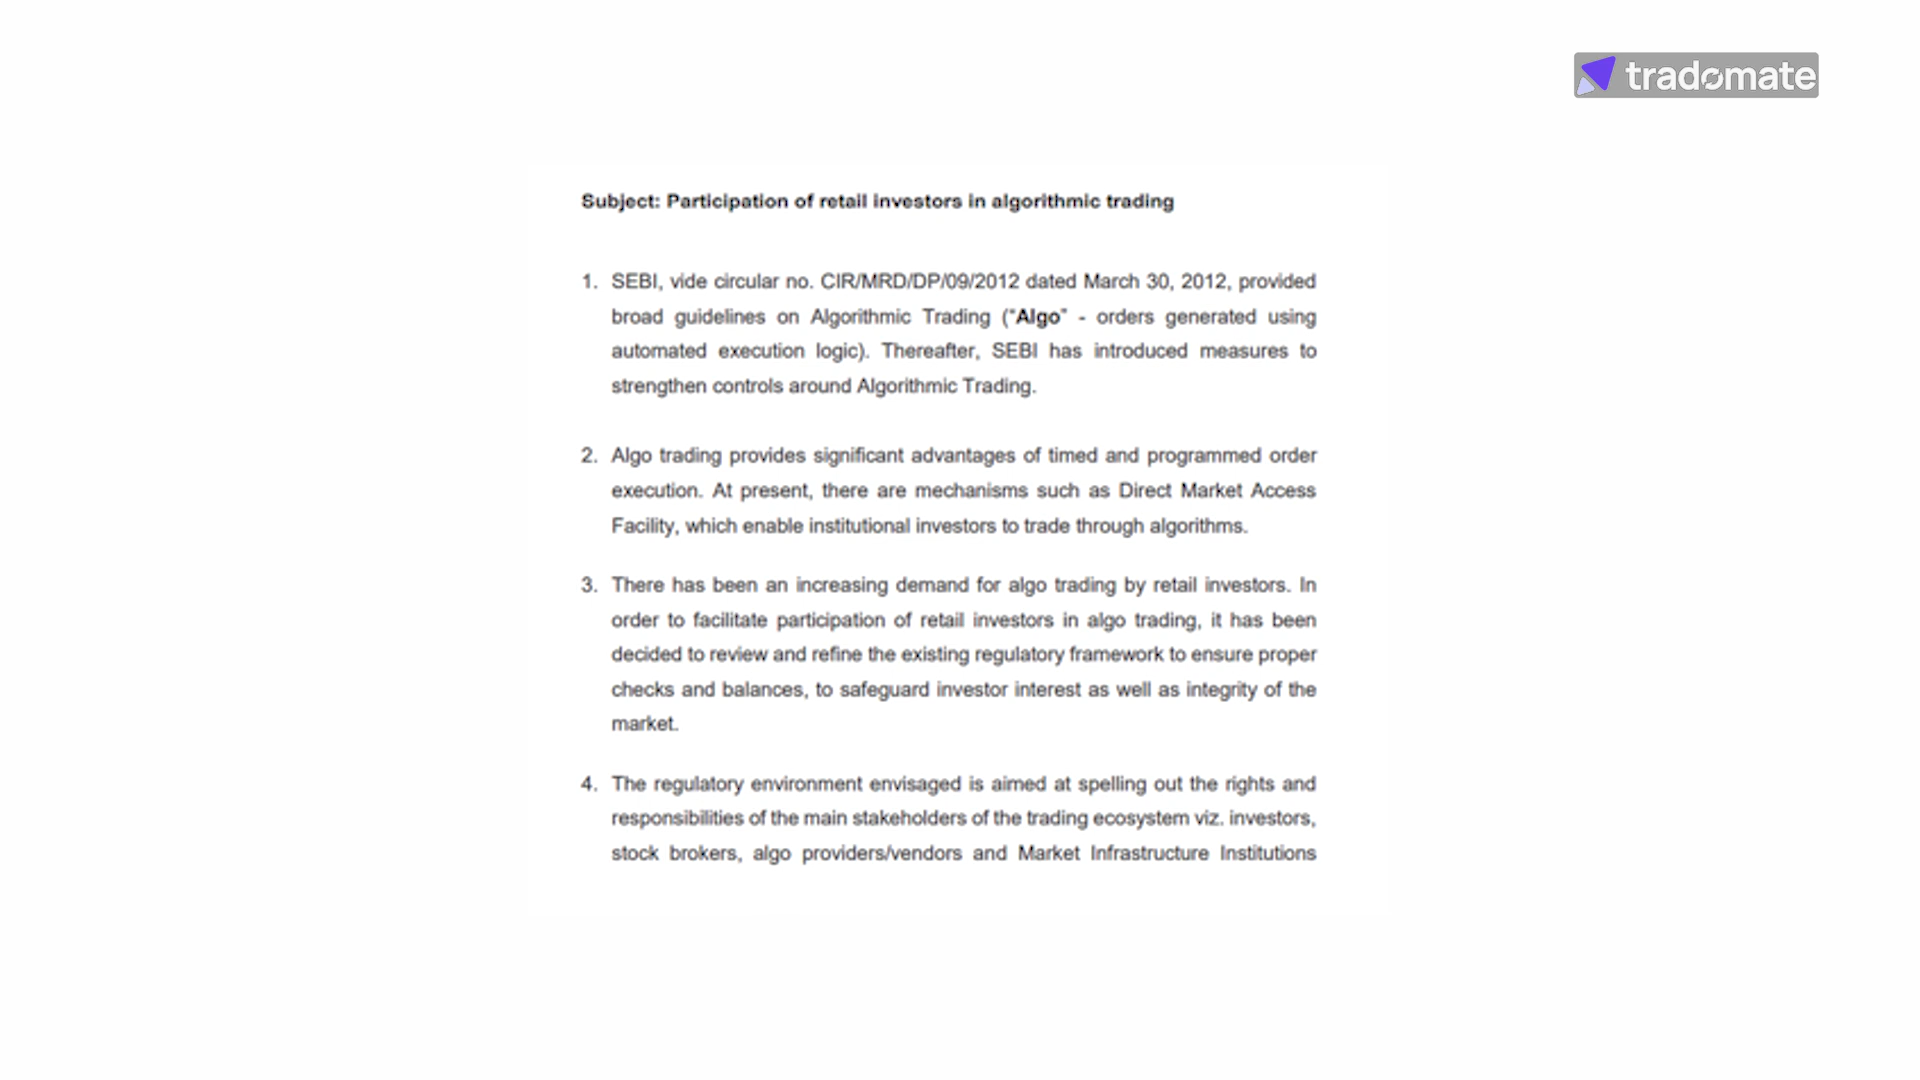 tradomate
Subject: Participation of retail investors in algorithmic trading
1. SEBI, vide circular no. CIR/MRD/DP/09/2012 dated March 30, 2012, provided
broad guidelines on Algorithmic Trading ("Algo" - orders generated using
automated execution logic). Thereafter, SEBI has introduced measures to
strengthen controls around Algorithmic Trading.
2. Algo trading provides significant advantages of timed and programmed order
execution. At present, there are mechanisms such as Direct Market Access
Facility, which enable institutional investors to trade through algorithms.
3. There has been an increasing demand for algo trading by retail investors. In
order to facilitate participation of retail investors in algo trading, it has been
decided to review and refine the existing regulatory framework to ensure proper
checks and balances, to safeguard investor interest as well as integrity of the
market.
4. The regulatory environment envisaged is aimed at spelling out the rights and
responsibilities of the main stakeholders of the trading ecosystem viz. investors,
stock brokers, algo providers/vendors and Market Infrastructure Institutions